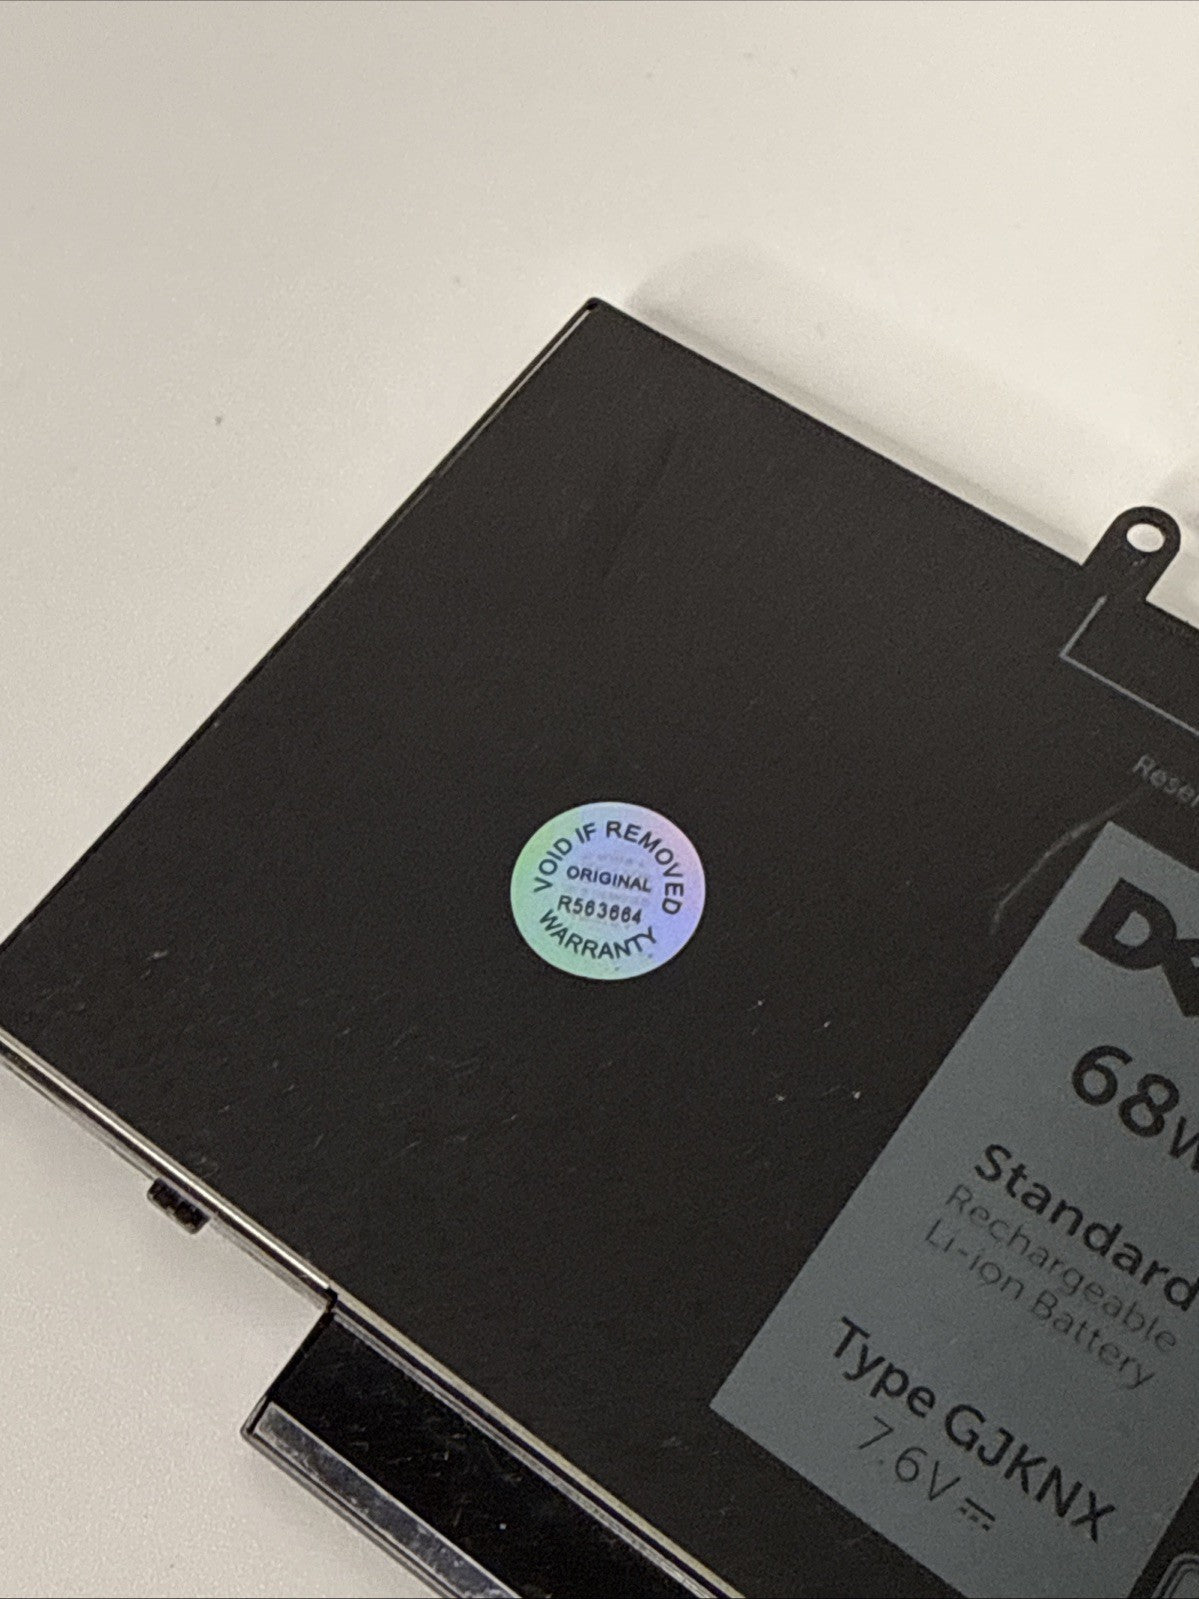 VOID IF REMOVED
ORIGINAL
R563664
WARRANTY
68
Standard
Rechargeable
Li-ion Battery
Type GJKNX
7.6V